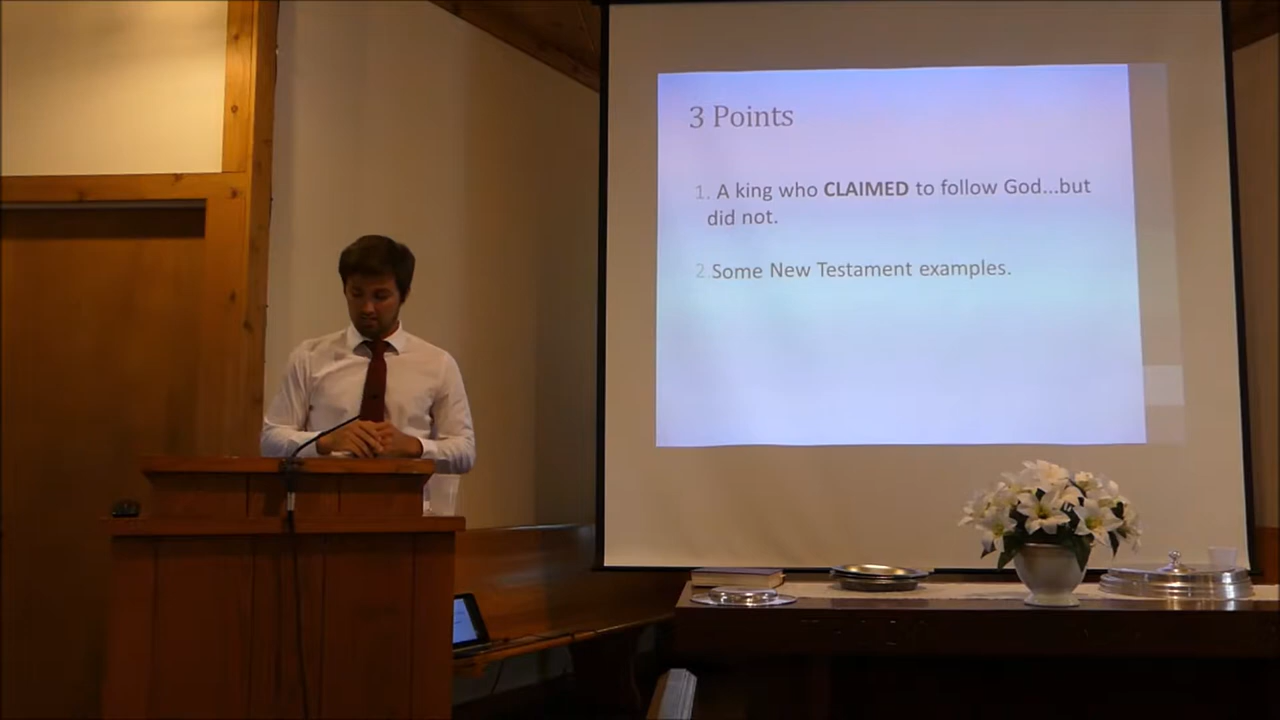 3 Points
1. A king who CLAIMED to follow God...but
did not.
2. Some New Testament examples.